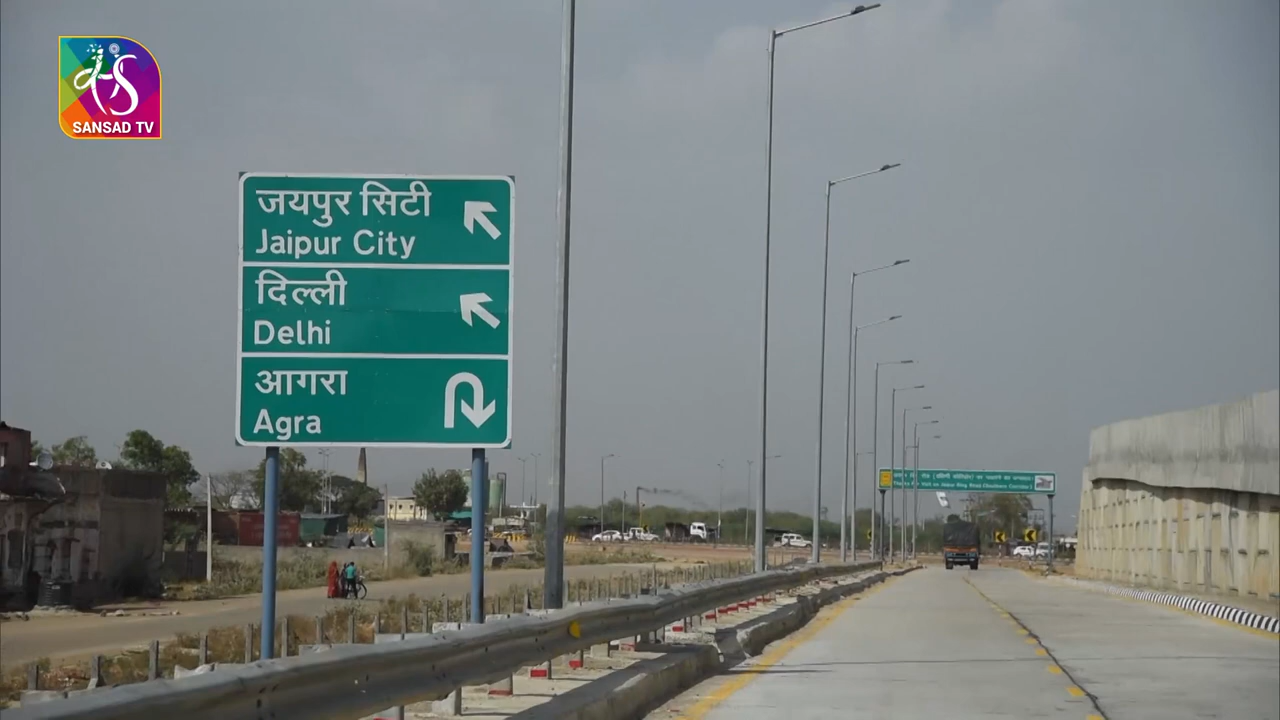 SANSAD TV
जयपुर सिटी
Jaipur City
दिल्ली
Delhi
आगरा
Agra